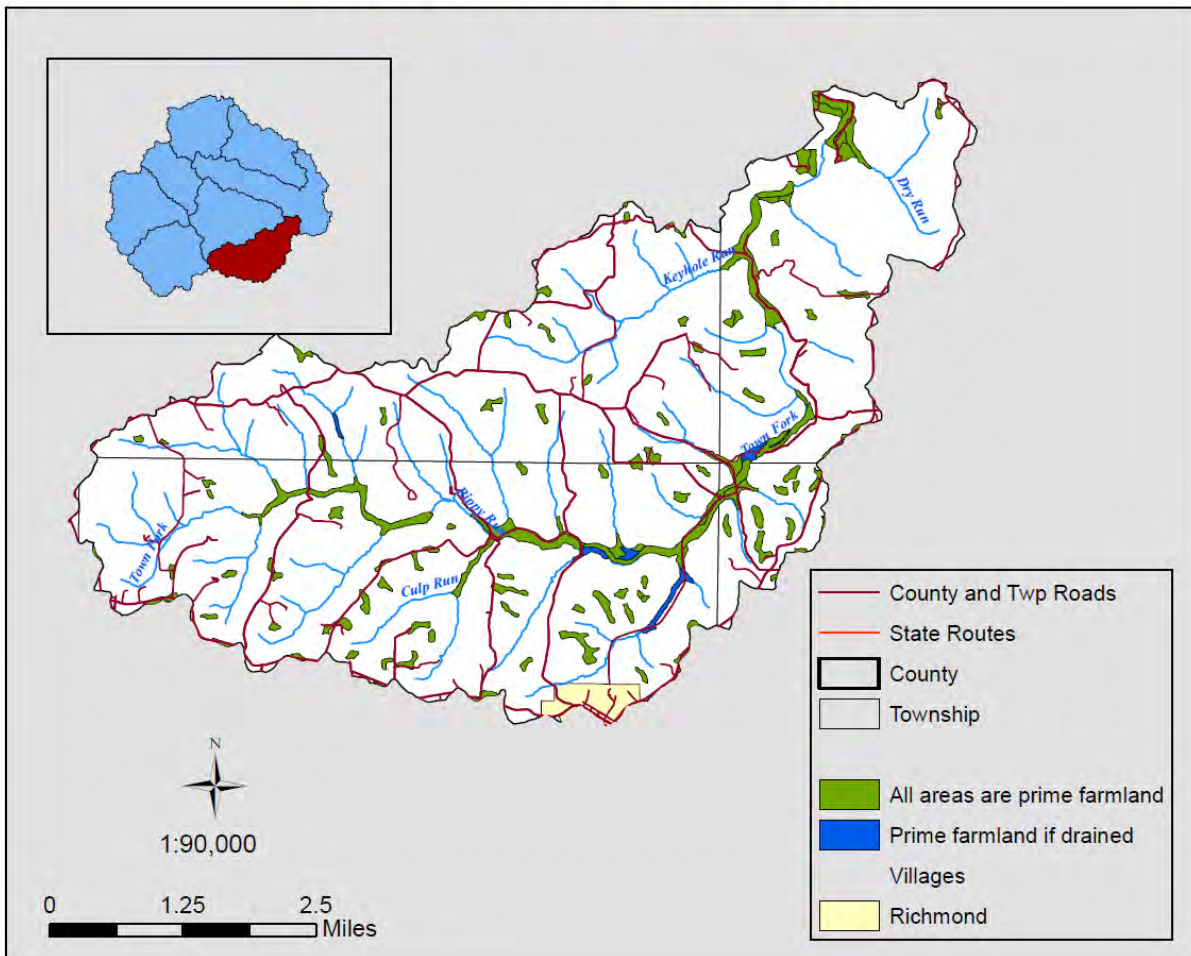 Dry Run
Keyhole Run
Town Fork
Rippy Run
Town Fork
Culp Run
N
1:90,000
0 1.25 2.5
Miles
County and Twp Roads
State Routes
County
Township
All areas are prime farmland
Prime farmland if drained
Villages
Richmond